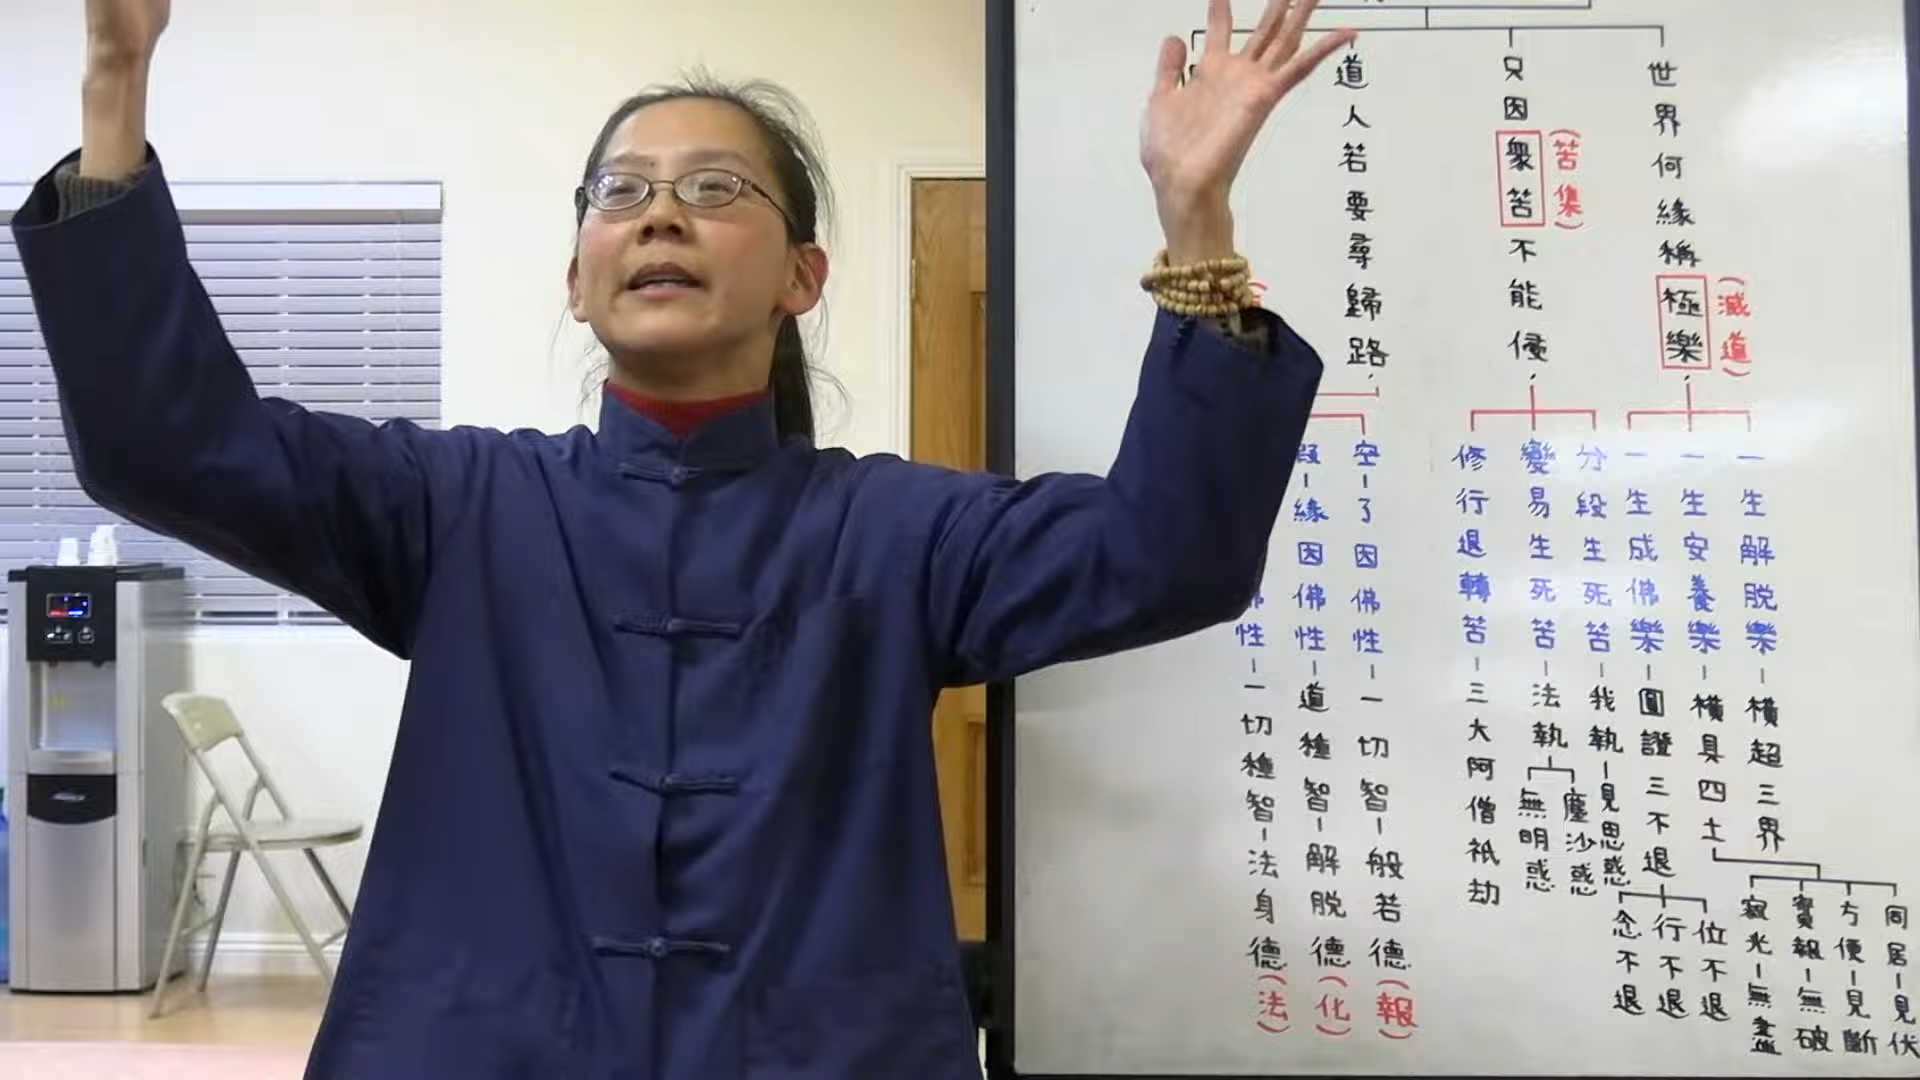 世界何緣稱極樂
(滅道)
只因衆苦不能侵
(苦集)
道人若要尋歸路
一生解脫樂-橫超三界
一生安養樂-橫具四土
同居-見伏
方便-見斷
實報-無破
寂光-無盡
一生成佛樂-圓證三不退
位不退
行不退
念不退
分段生死苦-我執-見思惑
變易生死苦-法執
塵沙惑
無明惑
修行退轉苦-三大阿僧祇劫
空-了因佛性-一切智-般若德(報)
假-緣因佛性-道種智-解脫德(化)
佛性-一切種智-法身德(法)